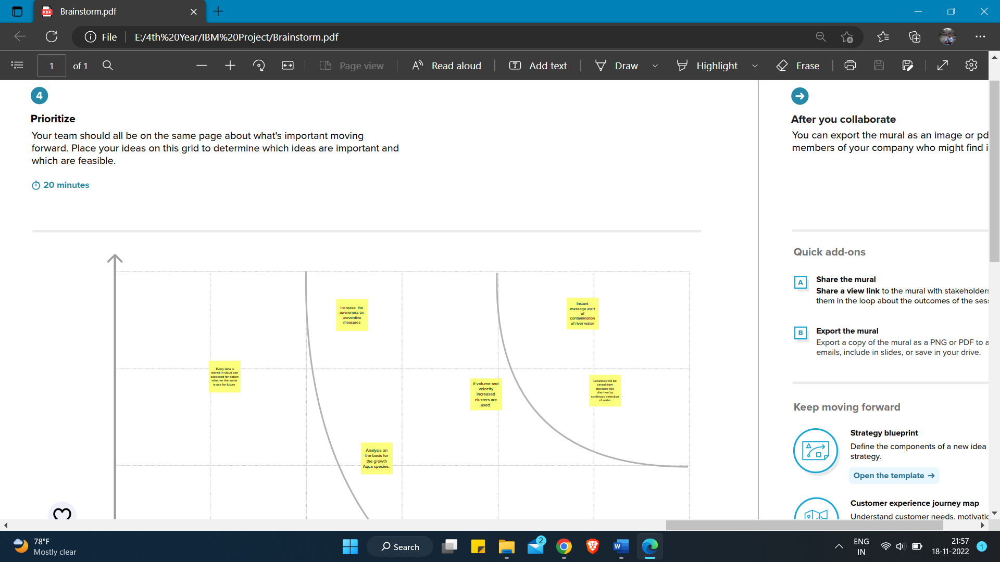 Brainstorm.pdf
File
E:/4th%20Year/IBM%20Project/Brainstorm.pdf
1
of 1
Page view
Read aloud
Add text
Draw
Highlight
Erase
4
Prioritize
Your team should all be on the same page about what's important moving
forward. Place your ideas on this grid to determine which ideas are important and
which are feasible.
20 minutes
Increase the
awareness on
preventive
measures
Instant
message alert
of
contamination
of river water
Every data is
stored in cloud can
accessed for obtain
whether the water
is use for future
if volume and
velocity
increased
clusters are
used
Localities will be
saved from
diseases like
diarrhea by
continuos detection
of water
Analysis on
the basis for
the growth
Aqua species.
After you collaborate
You can export the mural as an image or pd
members of your company who might find i
Quick add-ons
A
Share the mural
Share a view link to the mural with stakeholders
them in the loop about the outcomes of the ses
B
Export the mural
Export a copy of the mural as a PNG or PDF to a
emails, include in slides, or save in your drive.
Keep moving forward
Strategy blueprint
Define the components of a new idea
strategy.
Open the template →
Customer experience journey map
Understand customer needs, motivatio
78°F
Mostly clear
Search
2
ENG
IN
21:57
18-11-2022
1